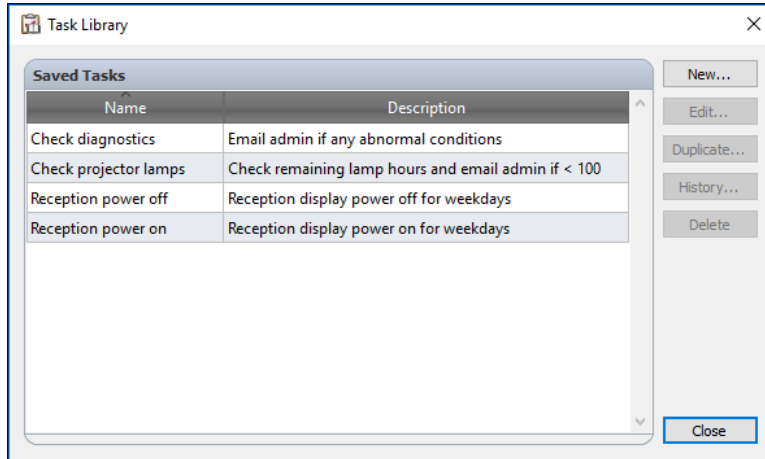 Task Library
Saved Tasks
Name Description
Check diagnostics Email admin if any abnormal conditions
Check projector lamps Check remaining lamp hours and email admin if < 100
Reception power off Reception display power off for weekdays
Reception power on Reception display power on for weekdays
New...
Edit...
Duplicate...
History...
Delete
Close